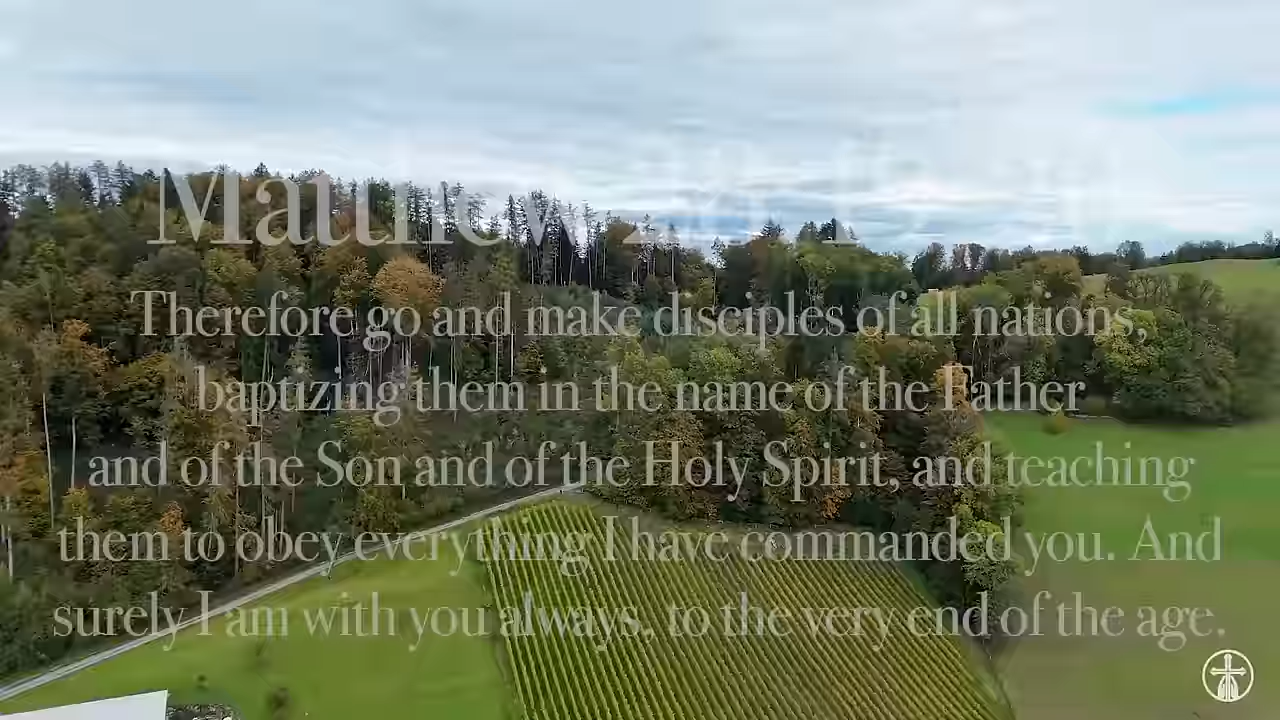 Matthew
Therefore go and make disciples of all nations,
baptizing them in the name of the Father
and of the Son and of the Holy Spirit, and teaching
them to obey everything I have commanded you. And
surely I am with you always, to the very end of the age.